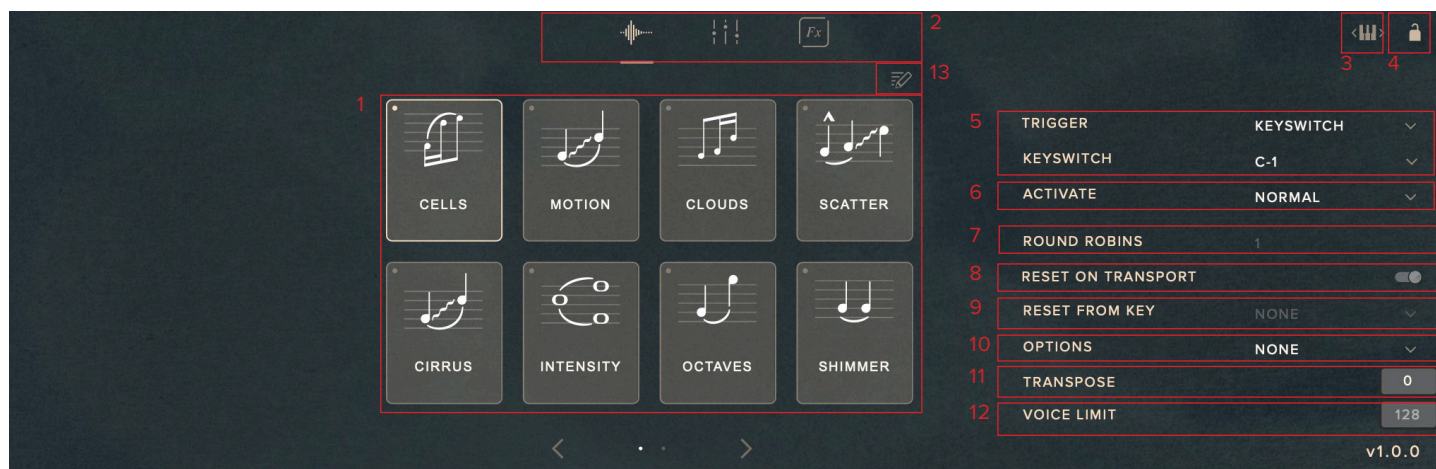 2
Fx
3
4
13
1
5 TRIGGER KEYSWITCH
KEYSWITCH C-1
6 ACTIVATE NORMAL
CELLS MOTION CLOUDS SCATTER
7 ROUND ROBINS 1
8 RESET ON TRANSPORT
9 RESET FROM KEY NONE
10 OPTIONS NONE
CIRRUS INTENSITY OCTAVES SHIMMER
11 TRANSPOSE 0
12 VOICE LIMIT 128
v1.0.0